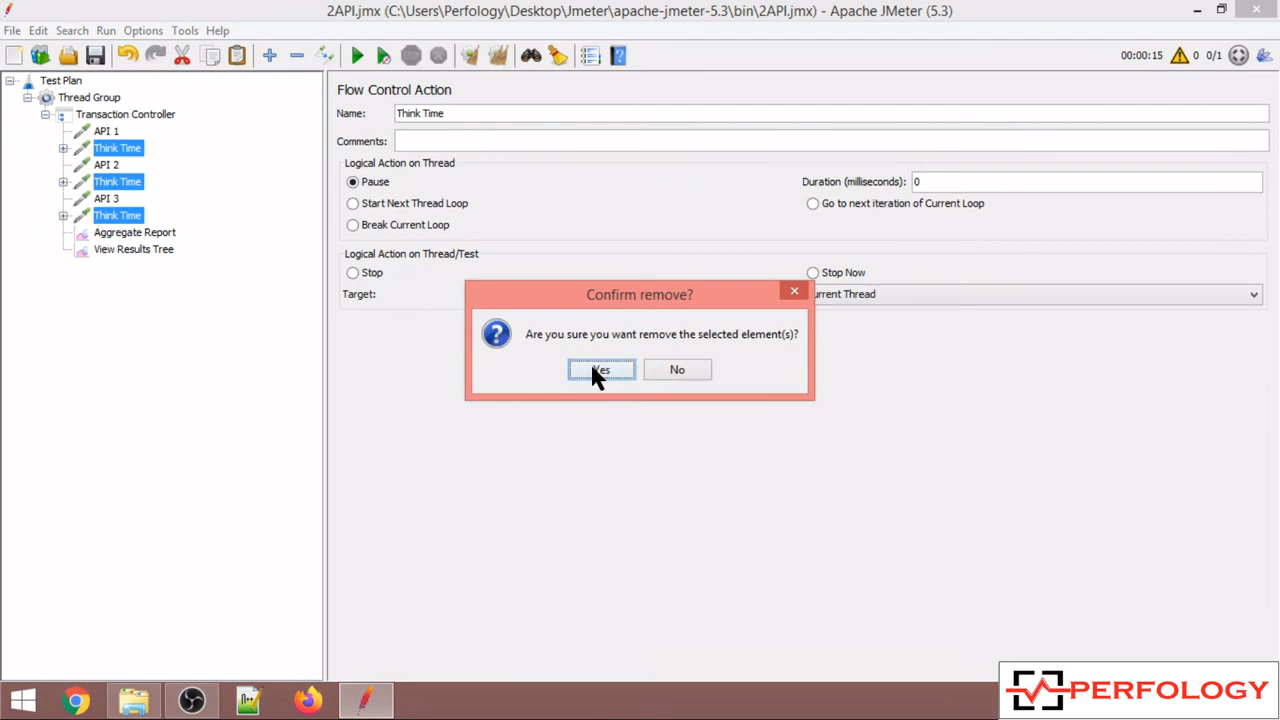 2API.jmx (C:\Users\Perfology\Desktop\Jmeter\apache-jmeter-5.3\bin\2API.jmx) - Apache JMeter (5.3)
File Edit Search Run Options Tools Help
00:00:15 0 0/1
Test Plan
Thread Group
Transaction Controller
API 1
Think Time
API 2
Think Time
API 3
Think Time
Aggregate Report
View Results Tree
Flow Control Action
Name: Think Time
Comments:
Logical Action on Thread
Pause Duration (milliseconds): 0
Start Next Thread Loop Go to next iteration of Current Loop
Break Current Loop
Logical Action on Thread/Test
Stop Stop Now
Target: urrent Thread
Confirm remove?
Are you sure you want remove the selected element(s)?
Yes No
PERFOLOGY